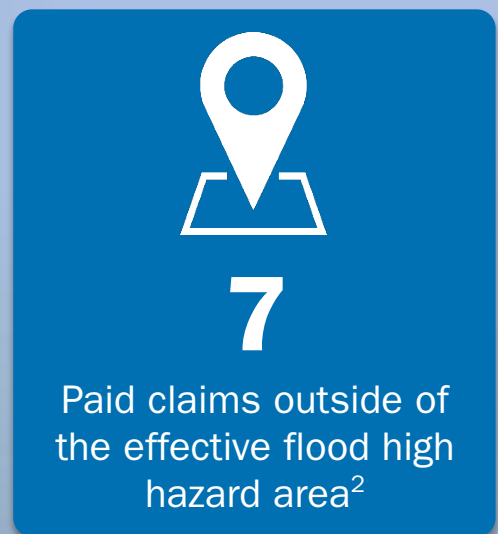 7
Paid claims outside of
the effective flood high
hazard area²